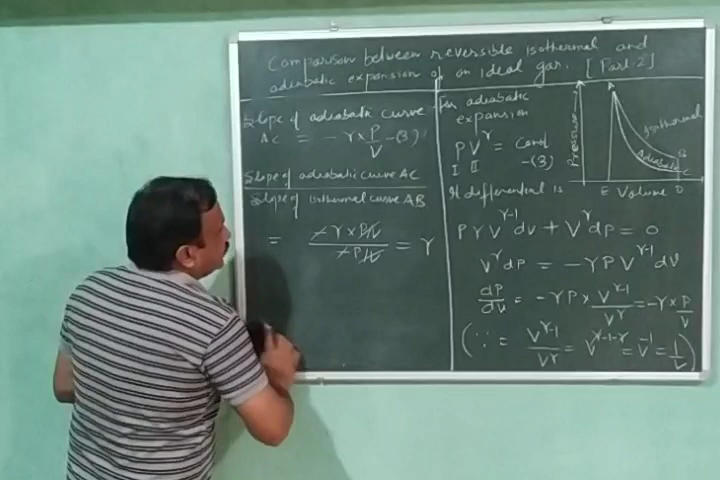 Comparison between reversible isothermal and
adiabatic expansion of an ideal gas. [Part-2]
Slope of adiabatic curve
AC = - γ × P/V - (3)
Slope of adiabatic curve AC
Slope of isothermal curve AB
= -γ × P/V / -P/V = γ
For adiabatic
expansion
PV^γ = Const
I II - (3)
It differential is
PγV^γ-1 dv + V^γ dP = 0
V^γ dP = -γPV^γ-1 dV
dP/dV = -γP × V^γ-1/V^γ = -γ × P/V
(∵ = V^γ-1/V^γ = V^γ-1-γ = V^-1 = 1/V)
Pressure
A
Isothermal
B
Adiabatic
C
E Volume D